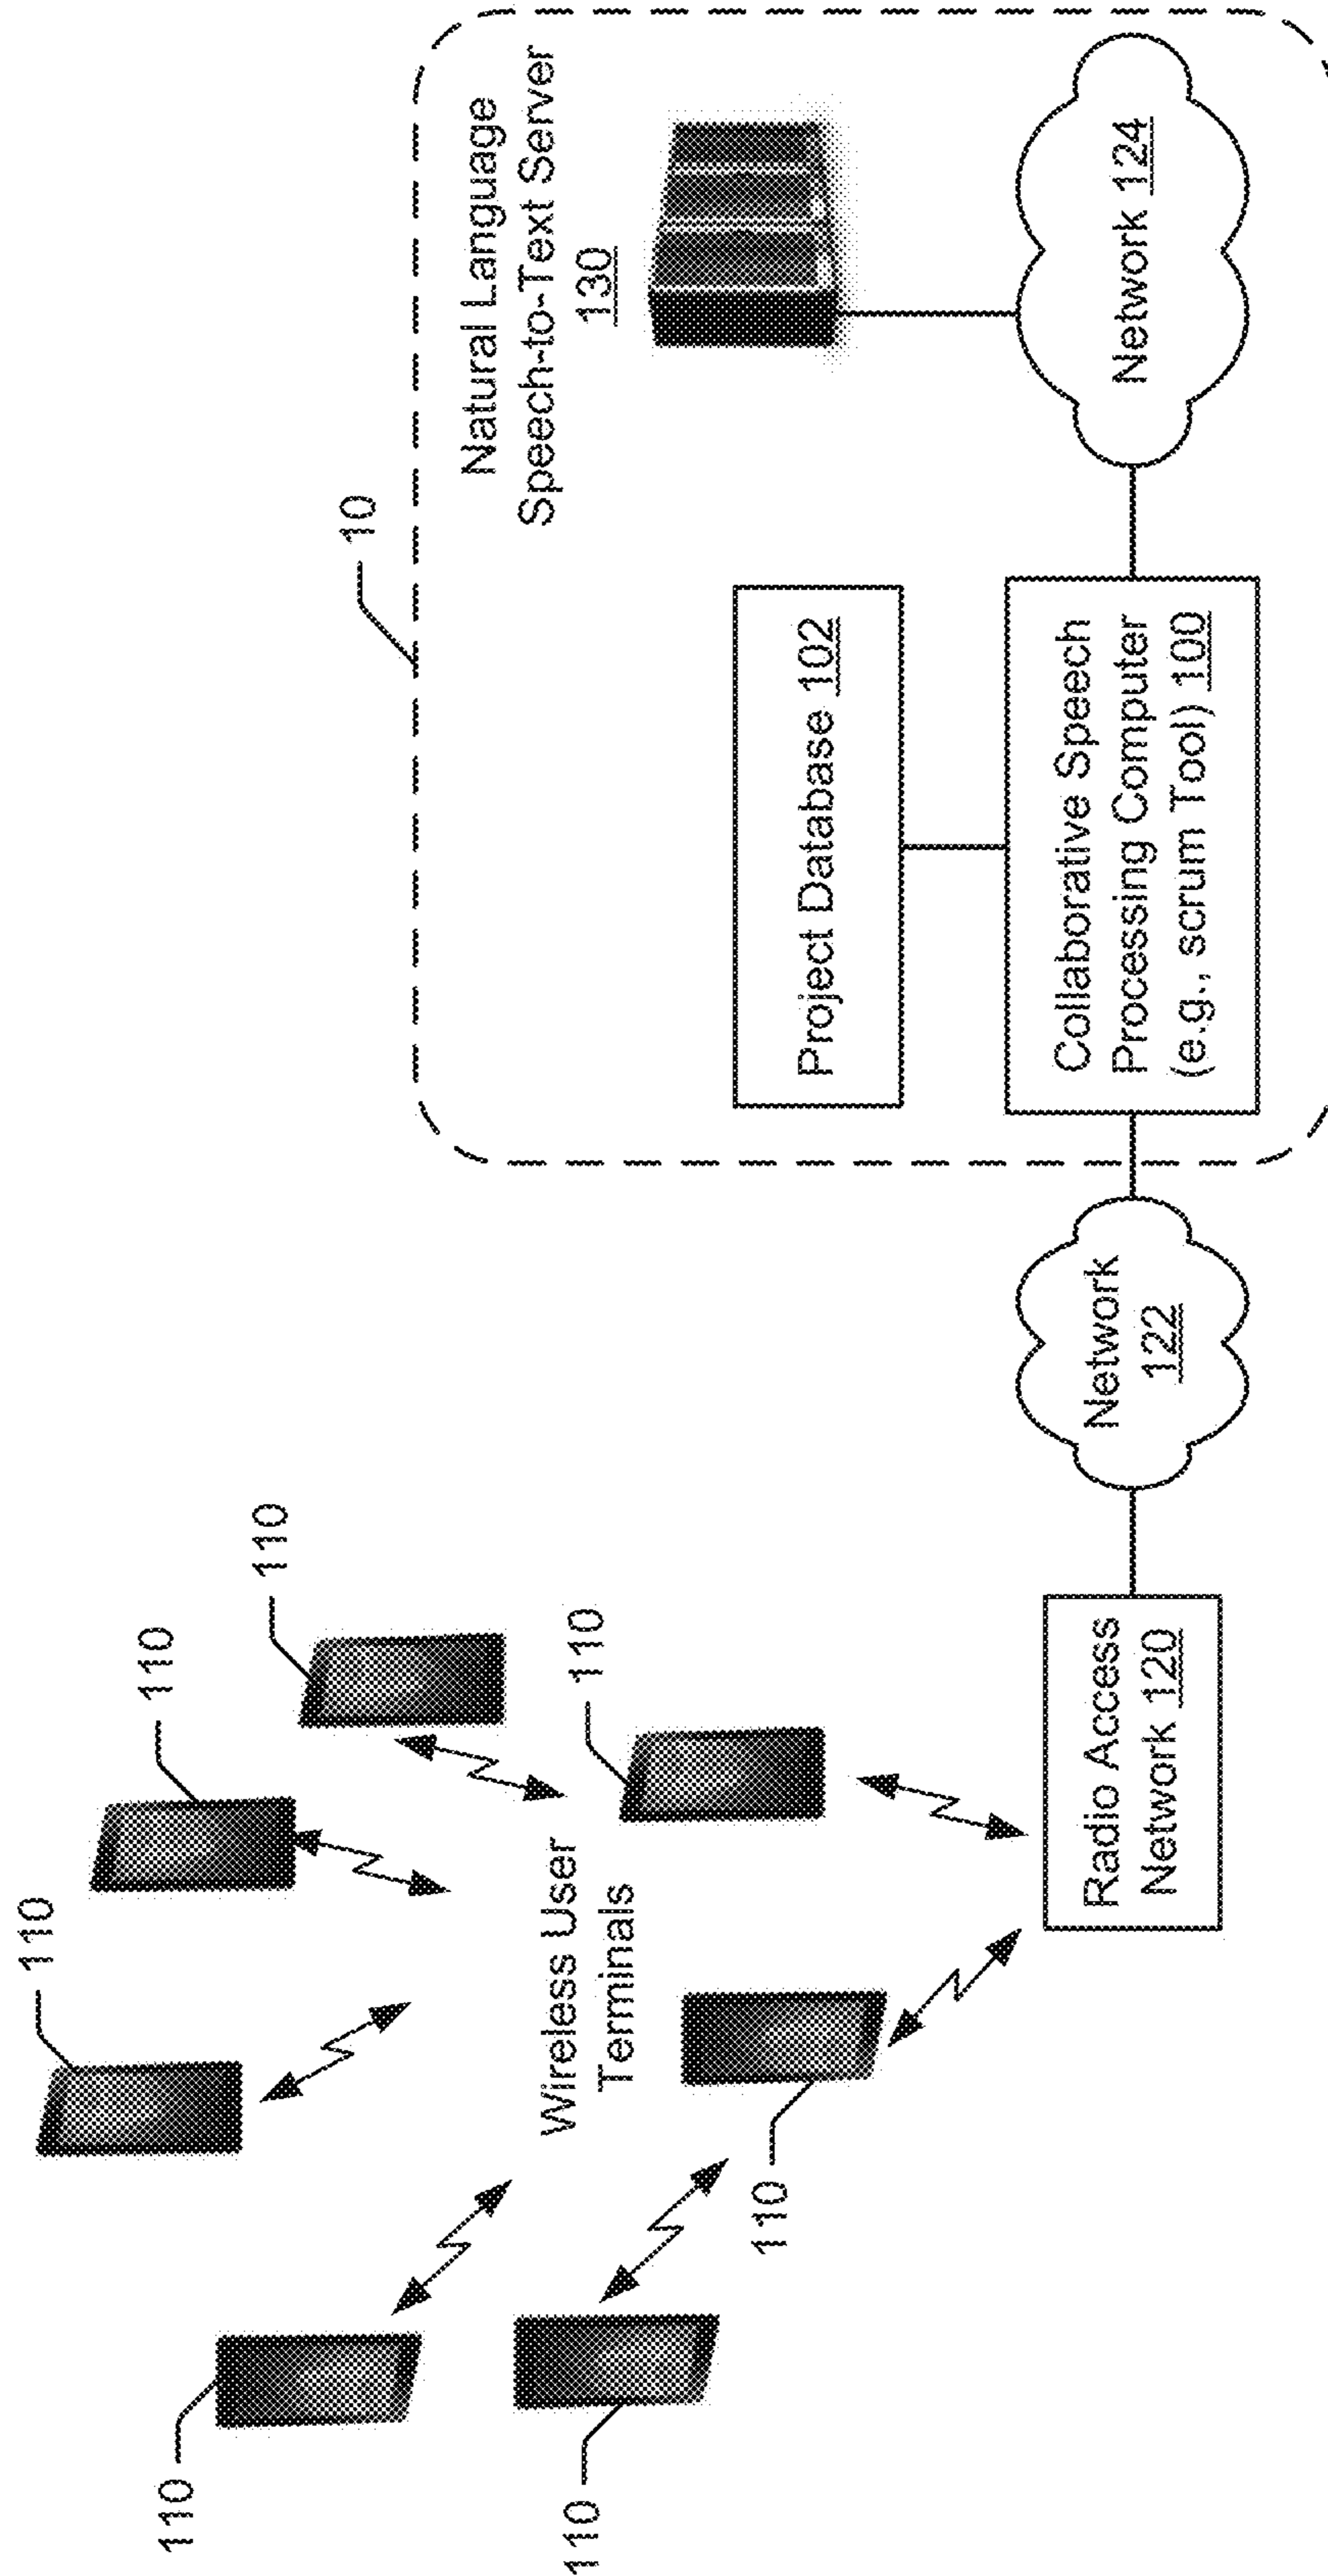 110
110
110
110
110
110
110
Wireless User
Terminals
Radio Access
Network 120
Network
122
10
Natural Language
Speech-to-Text Server
130
Project Database 102
Collaborative Speech
Processing Computer
(e.g., scrum Tool) 100
Network 124